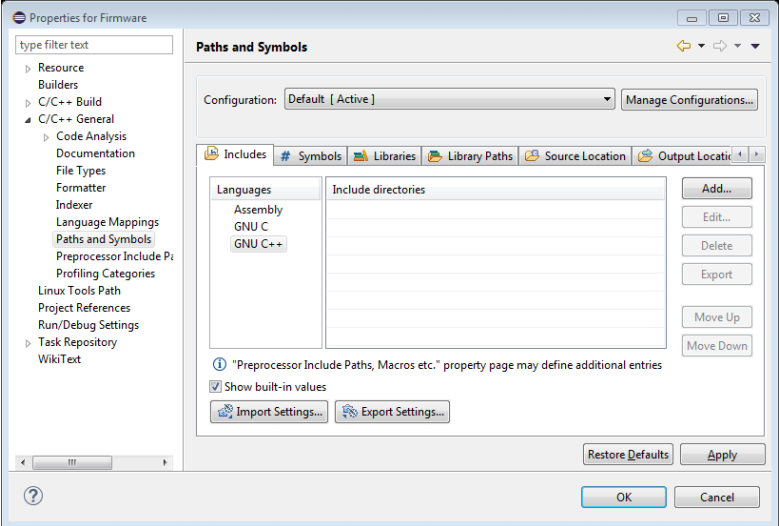 Properties for Firmware
type filter text
Paths and Symbols
Resource
Builders
C/C++ Build
C/C++ General
Code Analysis
Documentation
File Types
Formatter
Indexer
Language Mappings
Paths and Symbols
Preprocessor Include Pa
Profiling Categories
Linux Tools Path
Project References
Run/Debug Settings
Task Repository
WikiText
Configuration: Default [ Active ] Manage Configurations...
Includes # Symbols Libraries Library Paths Source Location Output Locatio
Languages Include directories
Assembly
GNU C
GNU C++
Add...
Edit...
Delete
Export
Move Up
Move Down
"Preprocessor Include Paths, Macros etc." property page may define additional entries
Show built-in values
Import Settings... Export Settings...
Restore Defaults Apply
OK Cancel